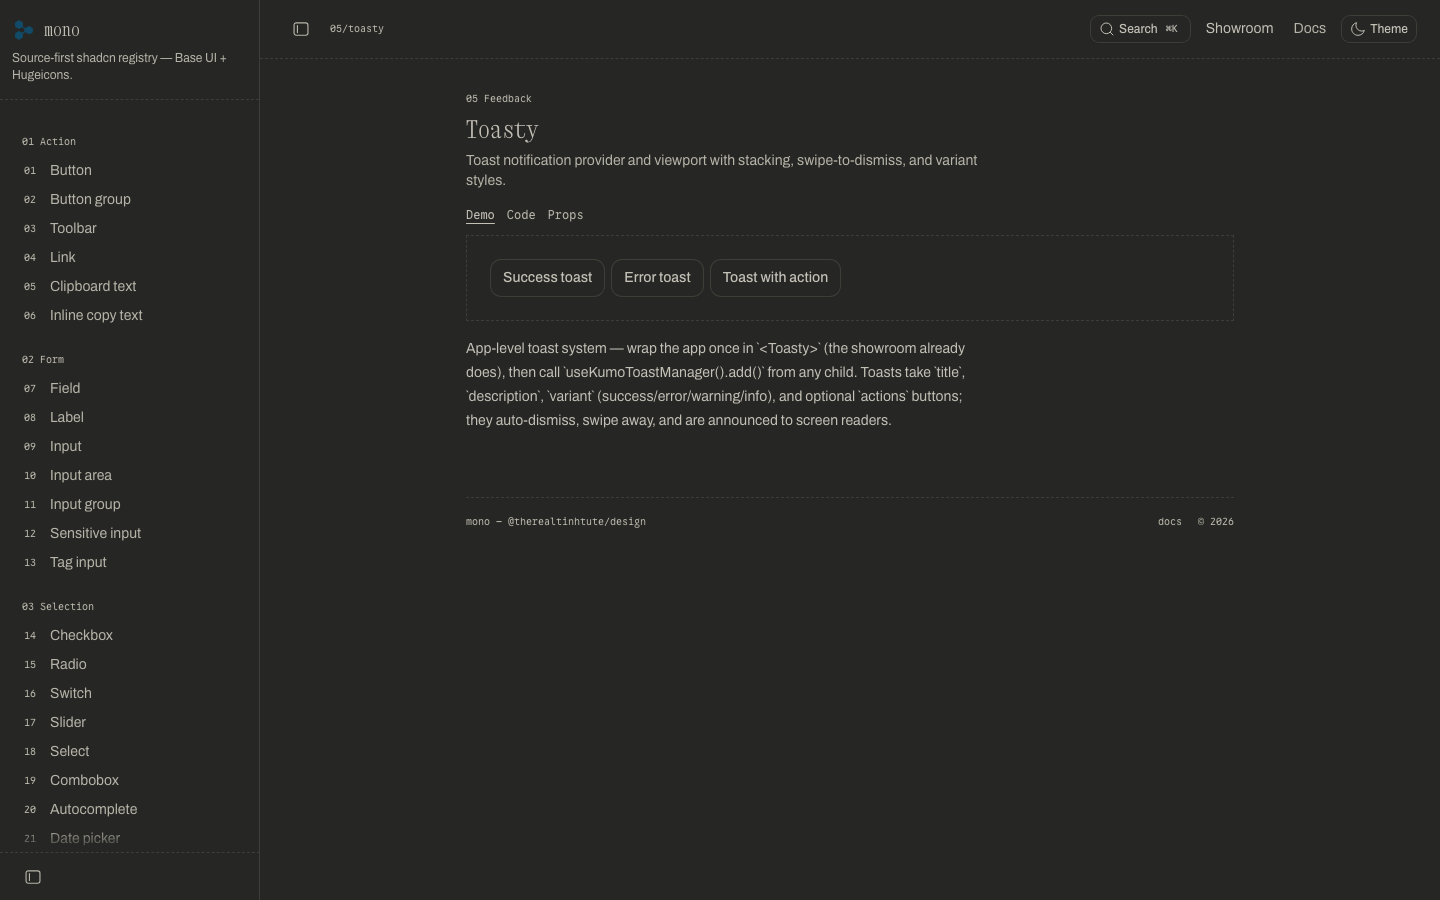 mono
Source-first shadcn registry — Base UI +
Hugeicons.
01 Action
01 Button
02 Button group
03 Toolbar
04 Link
05 Clipboard text
06 Inline copy text
02 Form
07 Field
08 Label
09 Input
10 Input area
11 Input group
12 Sensitive input
13 Tag input
03 Selection
14 Checkbox
15 Radio
16 Switch
17 Slider
18 Select
19 Combobox
20 Autocomplete
21 Date picker
05/toasty
Search ⌘K
Showroom
Docs
Theme
05 Feedback
Toasty
Toast notification provider and viewport with stacking, swipe-to-dismiss, and variant
styles.
Demo Code Props
Success toast
Error toast
Toast with action
App-level toast system — wrap the app once in `<Toasty>` (the showroom already
does), then call `useKumoToastManager().add()` from any child. Toasts take `title`,
`description`, `variant` (success/error/warning/info), and optional `actions` buttons;
they auto-dismiss, swipe away, and are announced to screen readers.
mono — @therealtinhtute/design
docs © 2026